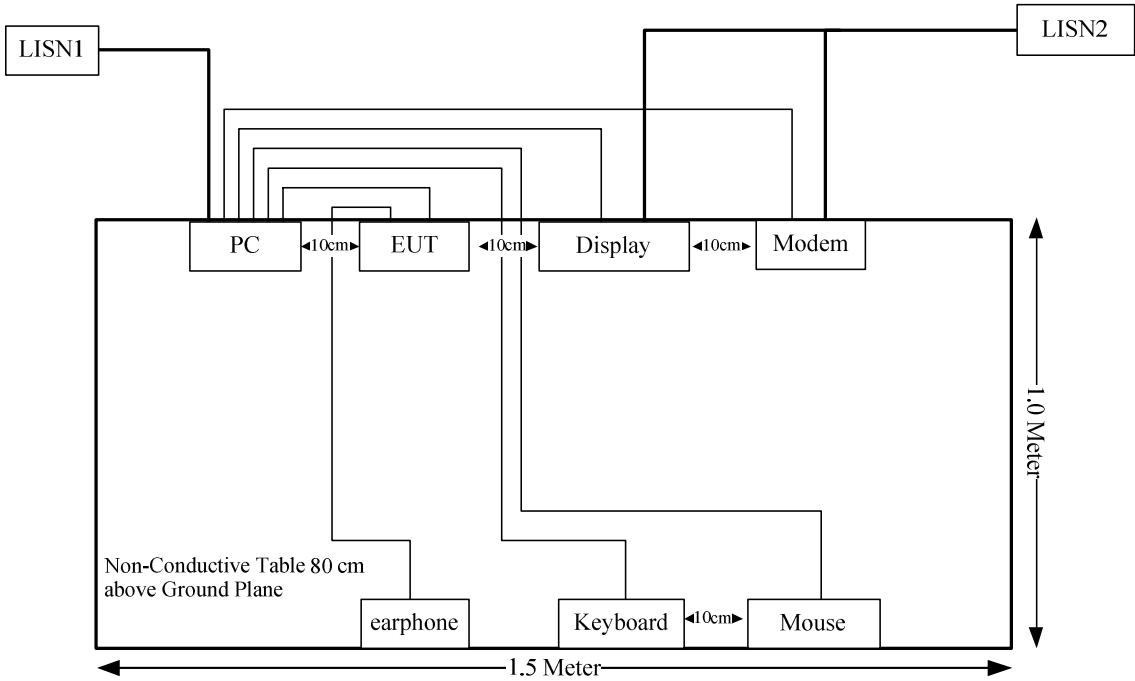 LISN1
LISN2
PC
10cm
EUT
10cm
Display
10cm
Modem
1.0 Meter
Non-Conductive Table 80 cm
above Ground Plane
earphone
Keyboard
10cm
Mouse
1.5 Meter